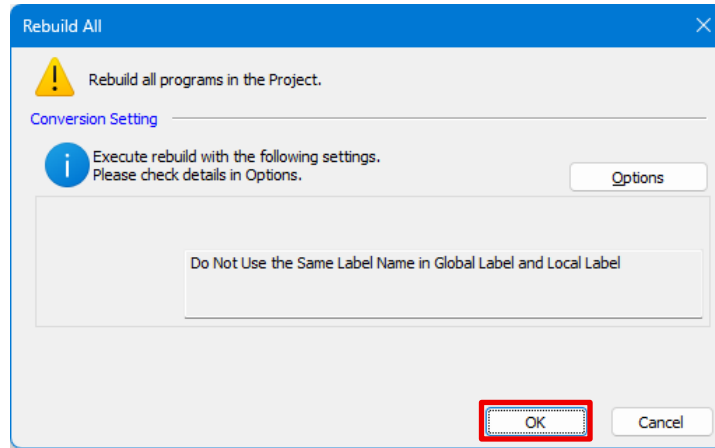 Rebuild All
Rebuild all programs in the Project.
Conversion Setting
Execute rebuild with the following settings.
Please check details in Options.
Options
Do Not Use the Same Label Name in Global Label and Local Label
OK
Cancel